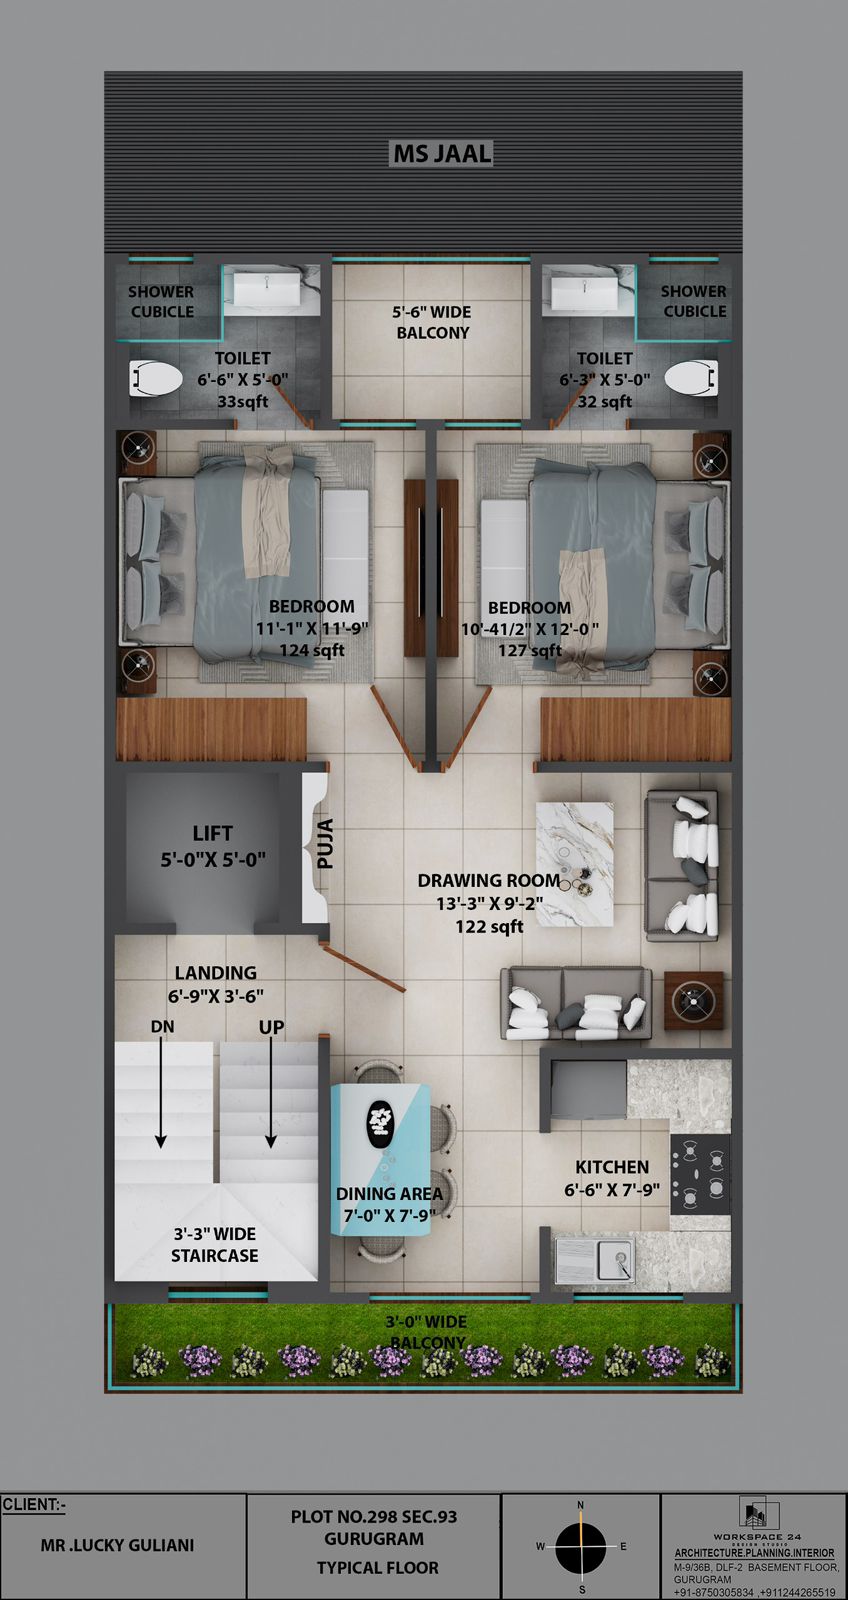 MS JAAL
SHOWER
CUBICLE
5'-6" WIDE
BALCONY
SHOWER
CUBICLE
TOILET
6'-6" X 5'-0"
33sqft
TOILET
6'-3" X 5'-0"
32 sqft
BEDROOM
11'-1" X 11'-9"
124 sqft
BEDROOM
10'-41/2" X 12'-0 "
127 sqft
LIFT
5'-0"X 5'-0"
PUJA
DRAWING ROOM
13'-3" X 9'-2"
122 sqft
LANDING
6'-9"X 3'-6"
DN
UP
KITCHEN
6'-6" X 7'-9"
DINING AREA
7'-0" X 7'-9"
3'-3" WIDE
STAIRCASE
3'-0" WIDE
BALCONY
CLIENT:-
MR .LUCKY GULIANI
PLOT NO.298 SEC.93
GURUGRAM
TYPICAL FLOOR
N
W
E
S
WORKSPACE 24
DESIGN STUDIO
ARCHITECTURE.PLANNING.INTERIOR
M-9/36B, DLF-2 BASEMENT FLOOR,
GURUGRAM
+91-8750305834 ,+911244265519